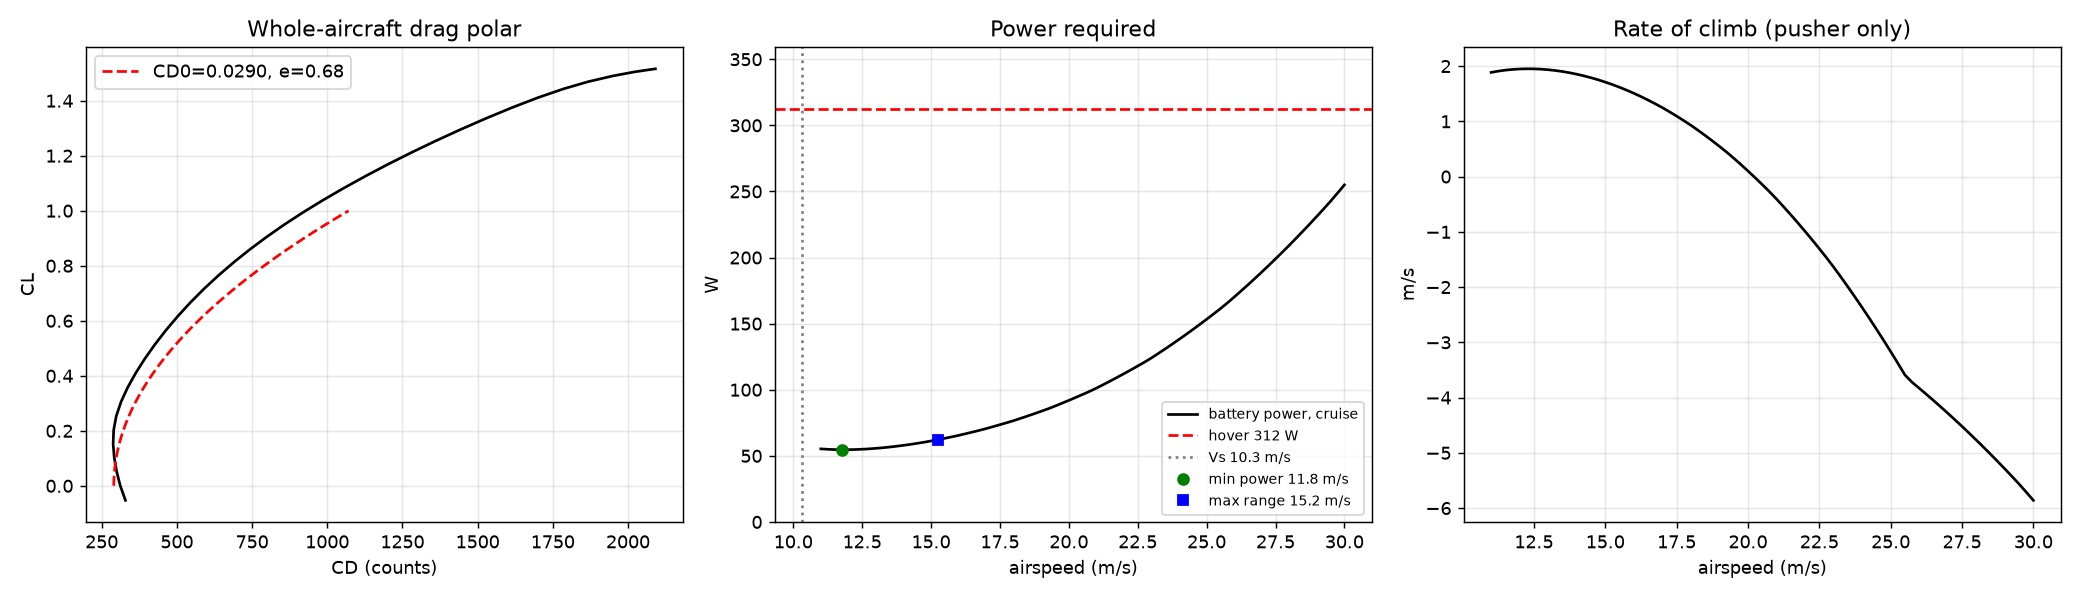 Whole-aircraft drag polar
CD0=0.0290, e=0.68
CL
1.4
1.2
1.0
0.8
0.6
0.4
0.2
0.0
250 500 750 1000 1250 1500 1750 2000
CD (counts)
Power required
W
350
300
250
200
150
100
50
0
battery power, cruise
hover 312 W
Vs 10.3 m/s
min power 11.8 m/s
max range 15.2 m/s
10.0 12.5 15.0 17.5 20.0 22.5 25.0 27.5 30.0
airspeed (m/s)
Rate of climb (pusher only)
m/s
2
1
0
−1
−2
−3
−4
−5
−6
12.5 15.0 17.5 20.0 22.5 25.0 27.5 30.0
airspeed (m/s)